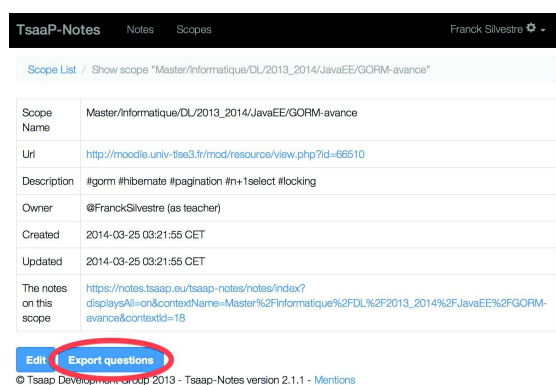 TsaaP-Notes Notes Scopes Franck Silvestre
Scope List / Show scope "Master/Informatique/DL/2013_2014/JavaEE/GORM-avance"
Scope Name Master/Informatique/DL/2013_2014/JavaEE/GORM-avance
Url http://moodle.univ-tlse3.fr/mod/resource/view.php?id=66510
Description #gorm #hibernate #pagination #n+1select #locking
Owner @FranckSilvestre (as teacher)
Created 2014-03-25 03:21:55 CET
Updated 2014-03-25 03:21:55 CET
The notes on this scope https://notes.tsaap.eu/tsaap-notes/notes/index?
displaysAll=on&contextName=Master%2FInformatique%2FDL%2F2013_2014%2FJavaEE%2FGORM-
avance&contextId=18
Edit Export questions
© Tsaap Development Group 2013 - Tsaap-Notes version 2.1.1 - Mentions